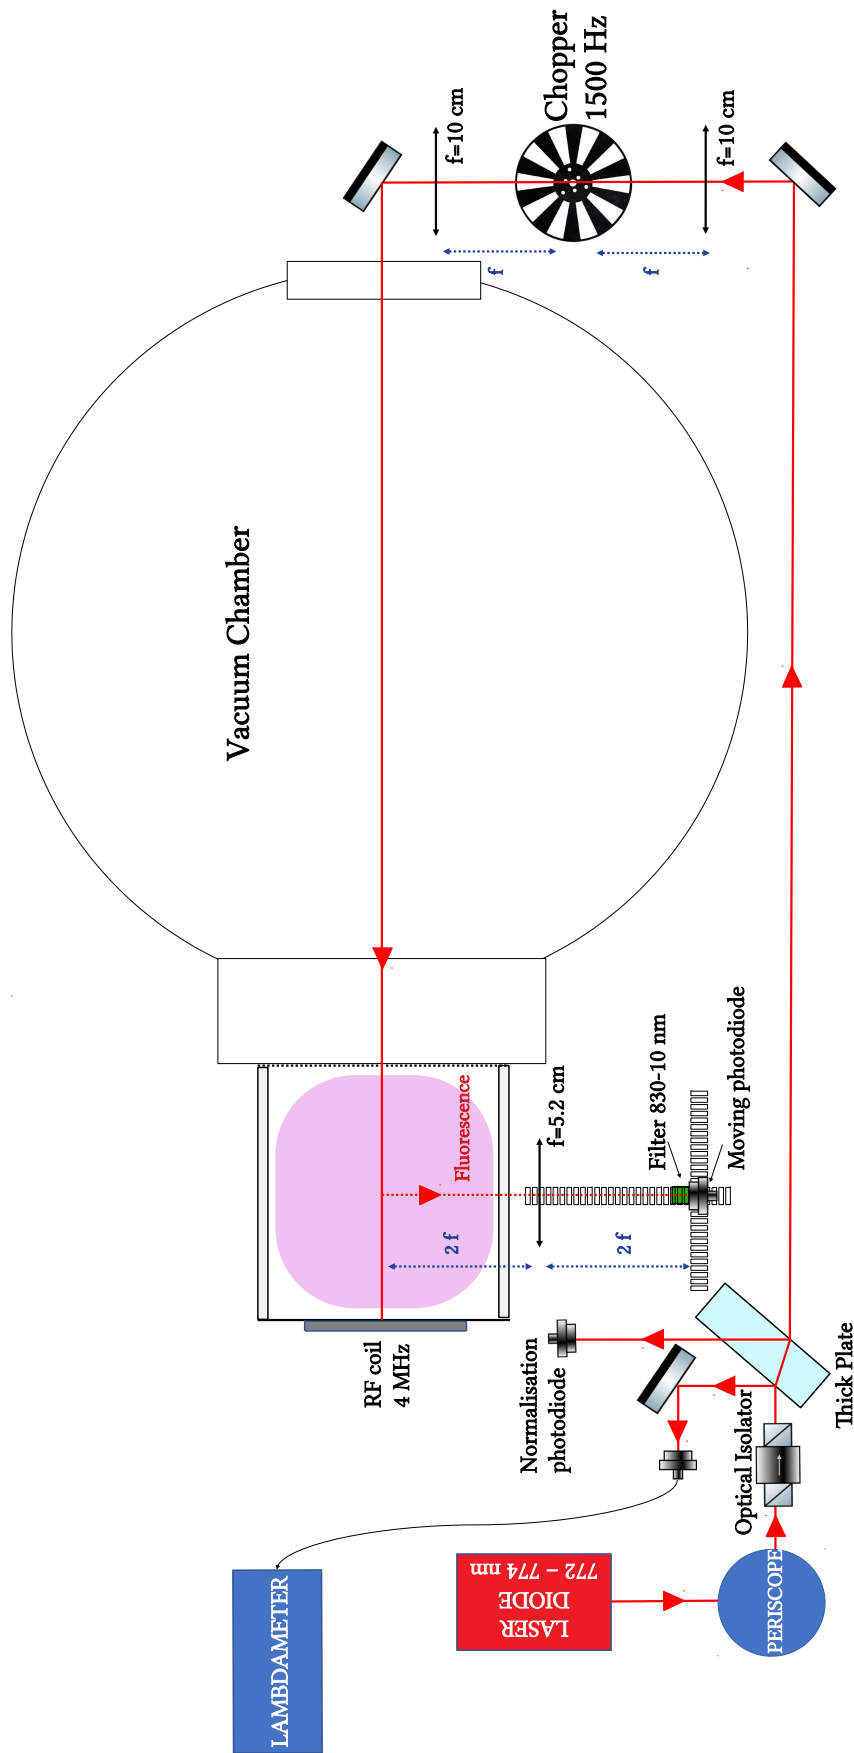 Chopper
1500 Hz
f=10 cm
f=10 cm
f
f
Vacuum Chamber
Fluorescence
f=5.2 cm
Filter 830-10 nm
Moving photodiode
2 f
2 f
RF coil
4 MHz
Normalisation
photodiode
Thick Plate
Optical Isolator
LASER
DIODE
772 – 774 nm
PERISCOPE
LAMBDAMETER